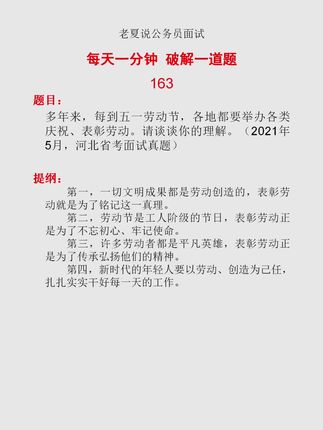 老夏说公务员面试
每天一分钟 破解一道题
163
题目：
多年来，每到五一劳动节，各地都要举办各类
庆祝、表彰劳动。请谈谈你的理解。（2021年
5月，河北省考面试真题）
提纲：
第一，一切文明成果都是劳动创造的，表彰劳
动就是为了铭记这一真理。
第二，劳动节是工人阶级的节日，表彰劳动正
是为了不忘初心、牢记使命。
第三，许多劳动者都是平凡英雄，表彰劳动正
是为了传承弘扬他们的精神。
第四，新时代的年轻人要以劳动、创造为己任，
扎扎实实干好每一天的工作。